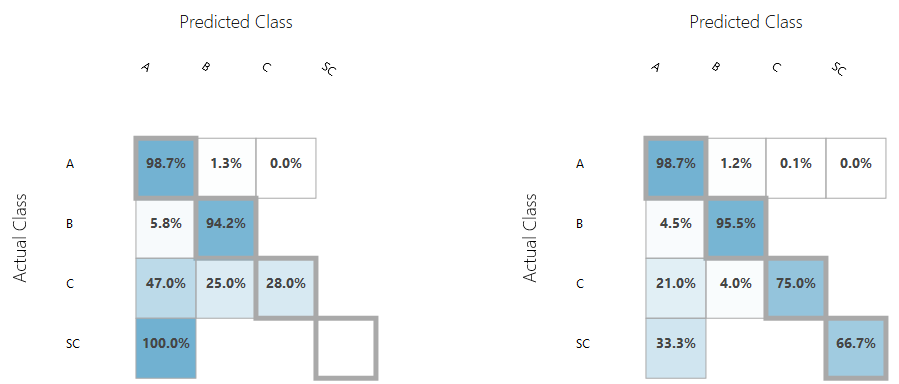 Predicted Class
A B C SC
Actual Class
A 98.7% 1.3% 0.0%
B 5.8% 94.2%
C 47.0% 25.0% 28.0%
SC 100.0%
Predicted Class
A B C SC
Actual Class
A 98.7% 1.2% 0.1% 0.0%
B 4.5% 95.5%
C 21.0% 4.0% 75.0%
SC 33.3% 66.7%